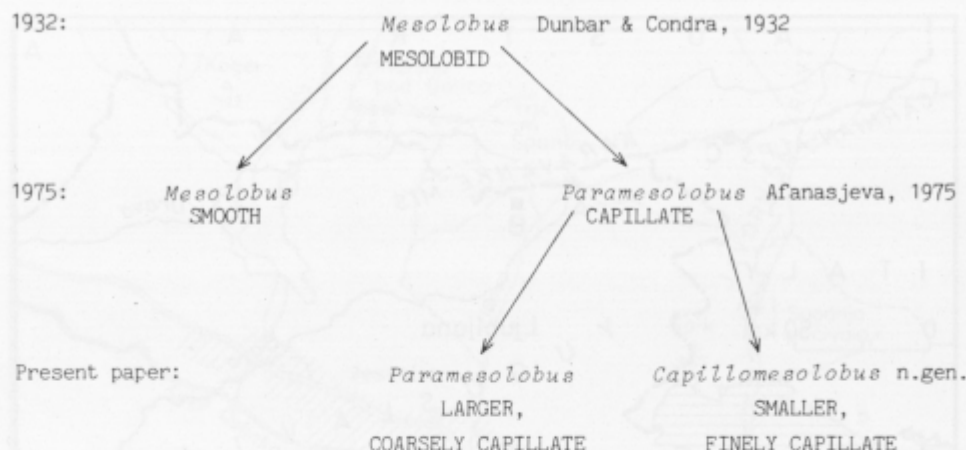 1932: Mesolobus Dunbar & Condra, 1932
MESOLOBID
1975: Mesolobus Paramesolobus Afanasjeva, 1975
SMOOTH CAPILLATE
Present paper: Paramesolobus Capillomesolobus n.gen.
LARGER, SMALLER,
COARSELY CAPILLATE FINELY CAPILLATE